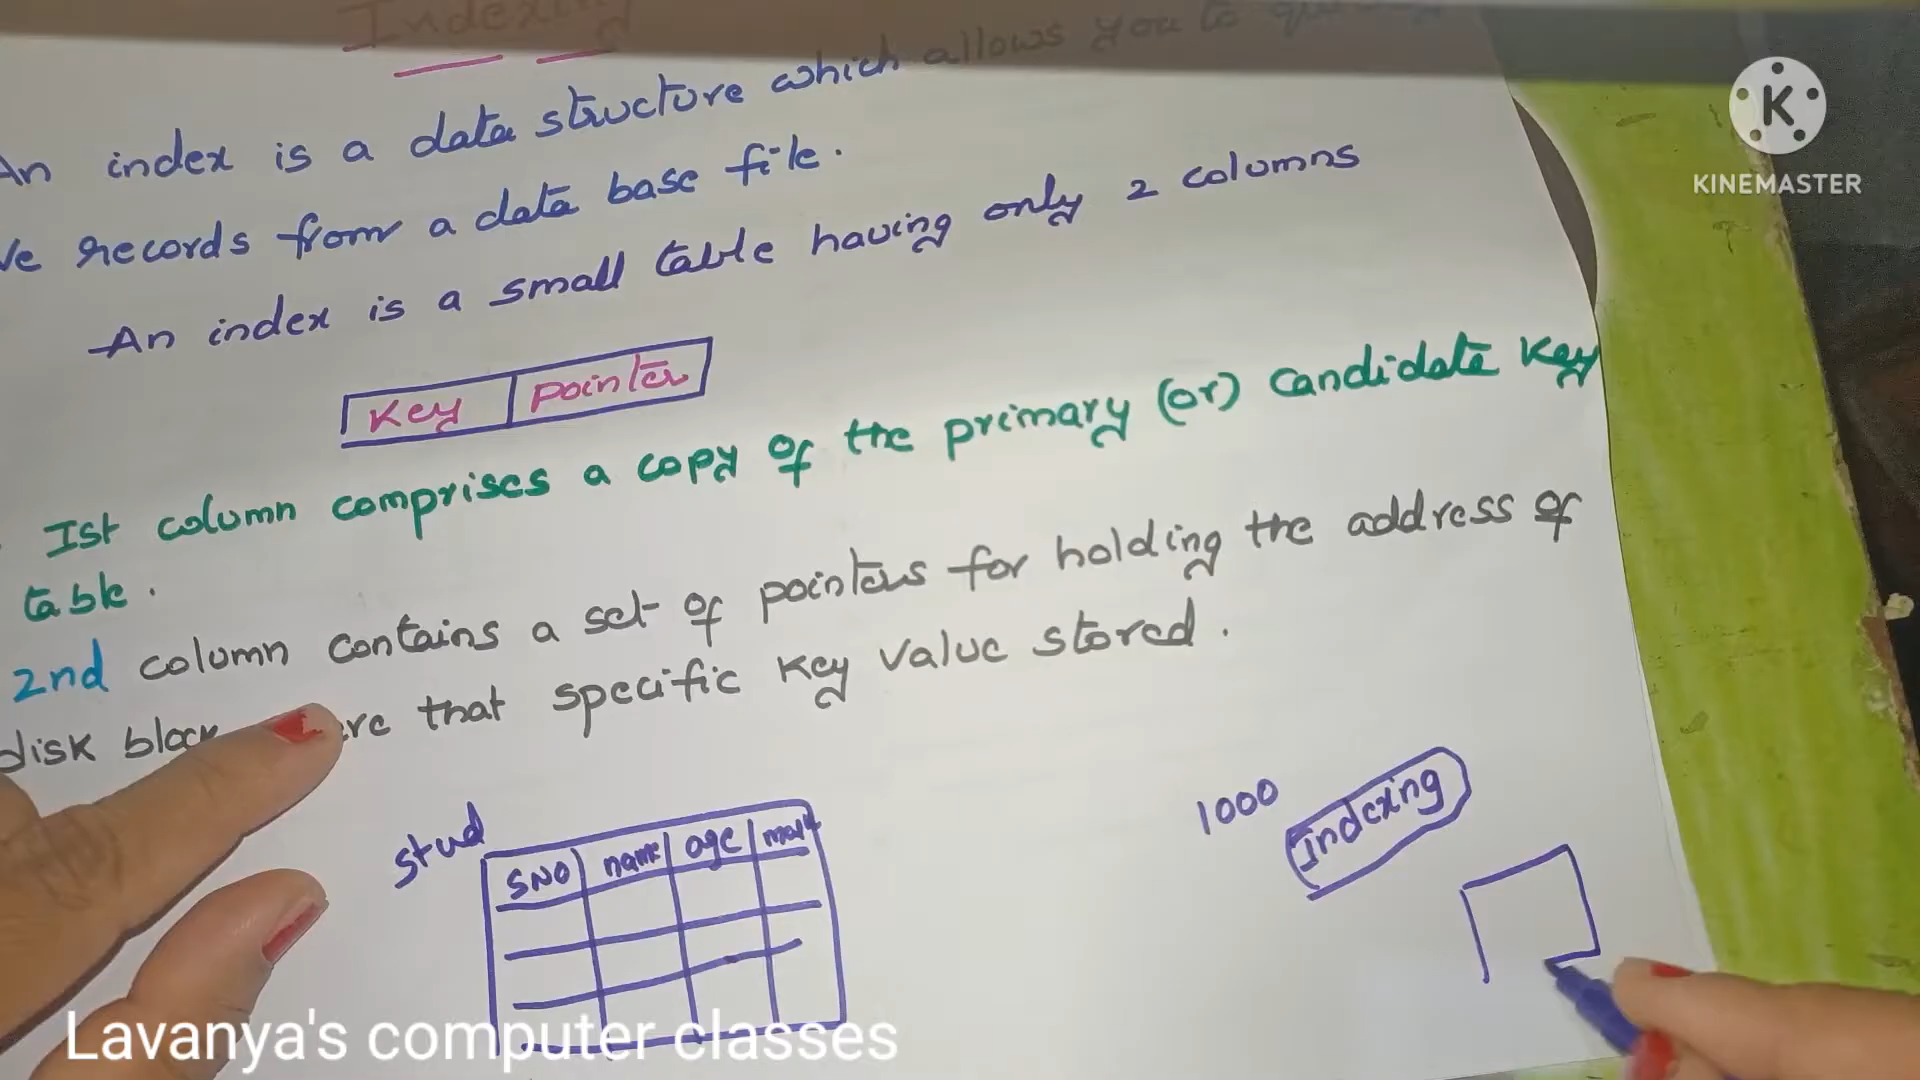 Indexing
An index is a data structure which allows you to
records from a data base file.
An index is a small table having only 2 columns
Key pointer
Ist column comprises a copy of the primary (or) candidate key
table.
2nd column contains a set of pointers for holding the address of
disk block that specific key value stored.
stud
SNO name age mark
1000
Indexing
K
KINEMASTER
Lavanya's computer classes